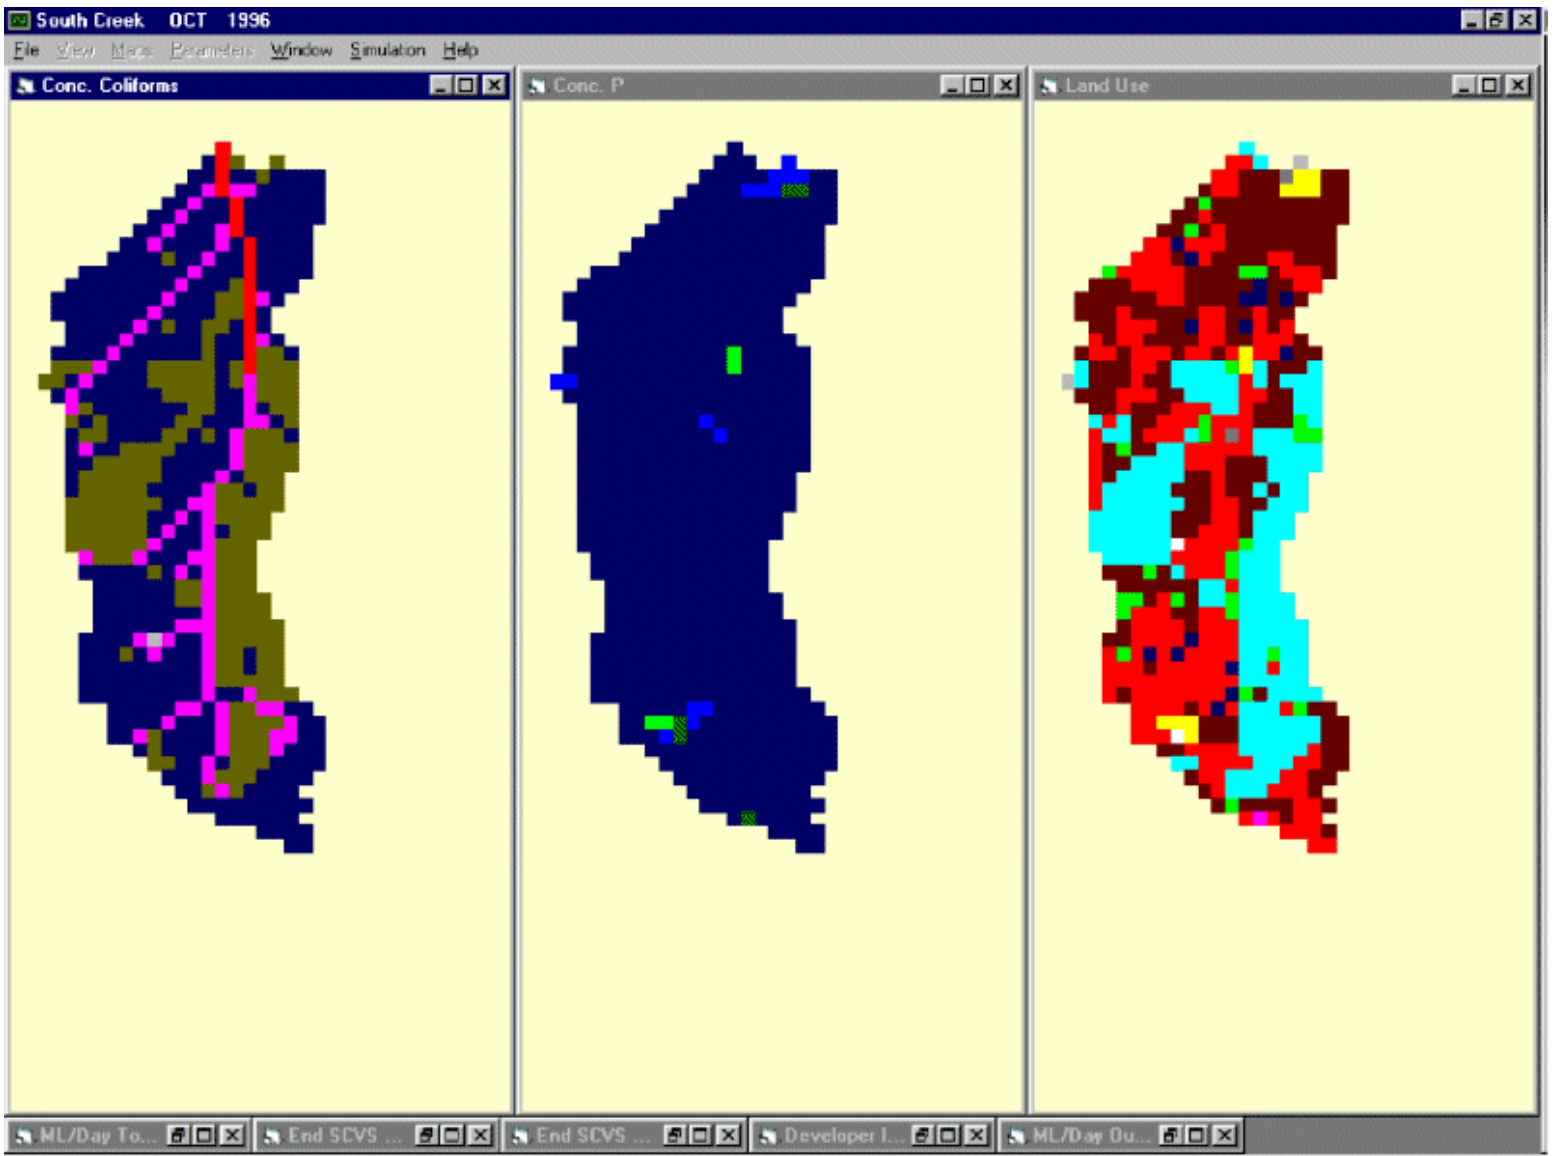 South Creek OCT 1996
File View Maps Parameters Window Simulation Help
Conc. Coliforms
Conc. P
Land Use
ML/Day To...
End SCVS ...
End SCVS ...
Developer I...
ML/Day Ou...